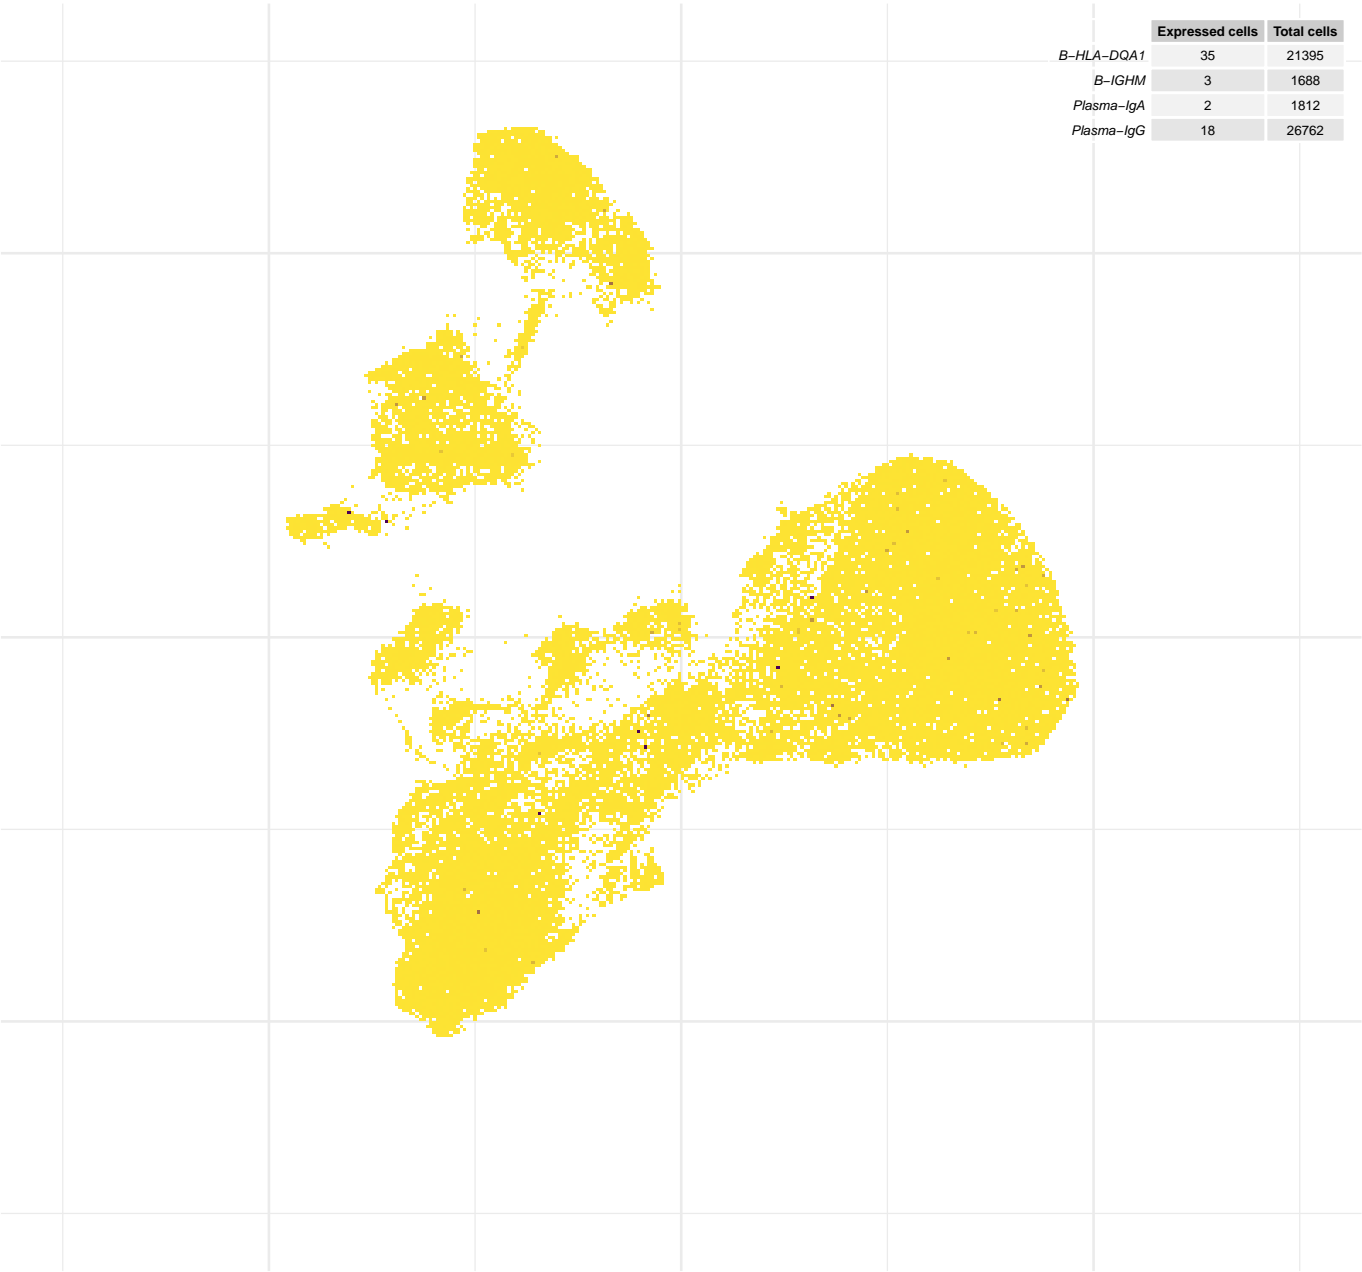 Expressed cells Total cells
B−HLA−DQA1 35 21395
B−IGHM 3 1688
Plasma−IgA 2 1812
Plasma−IgG 18 26762